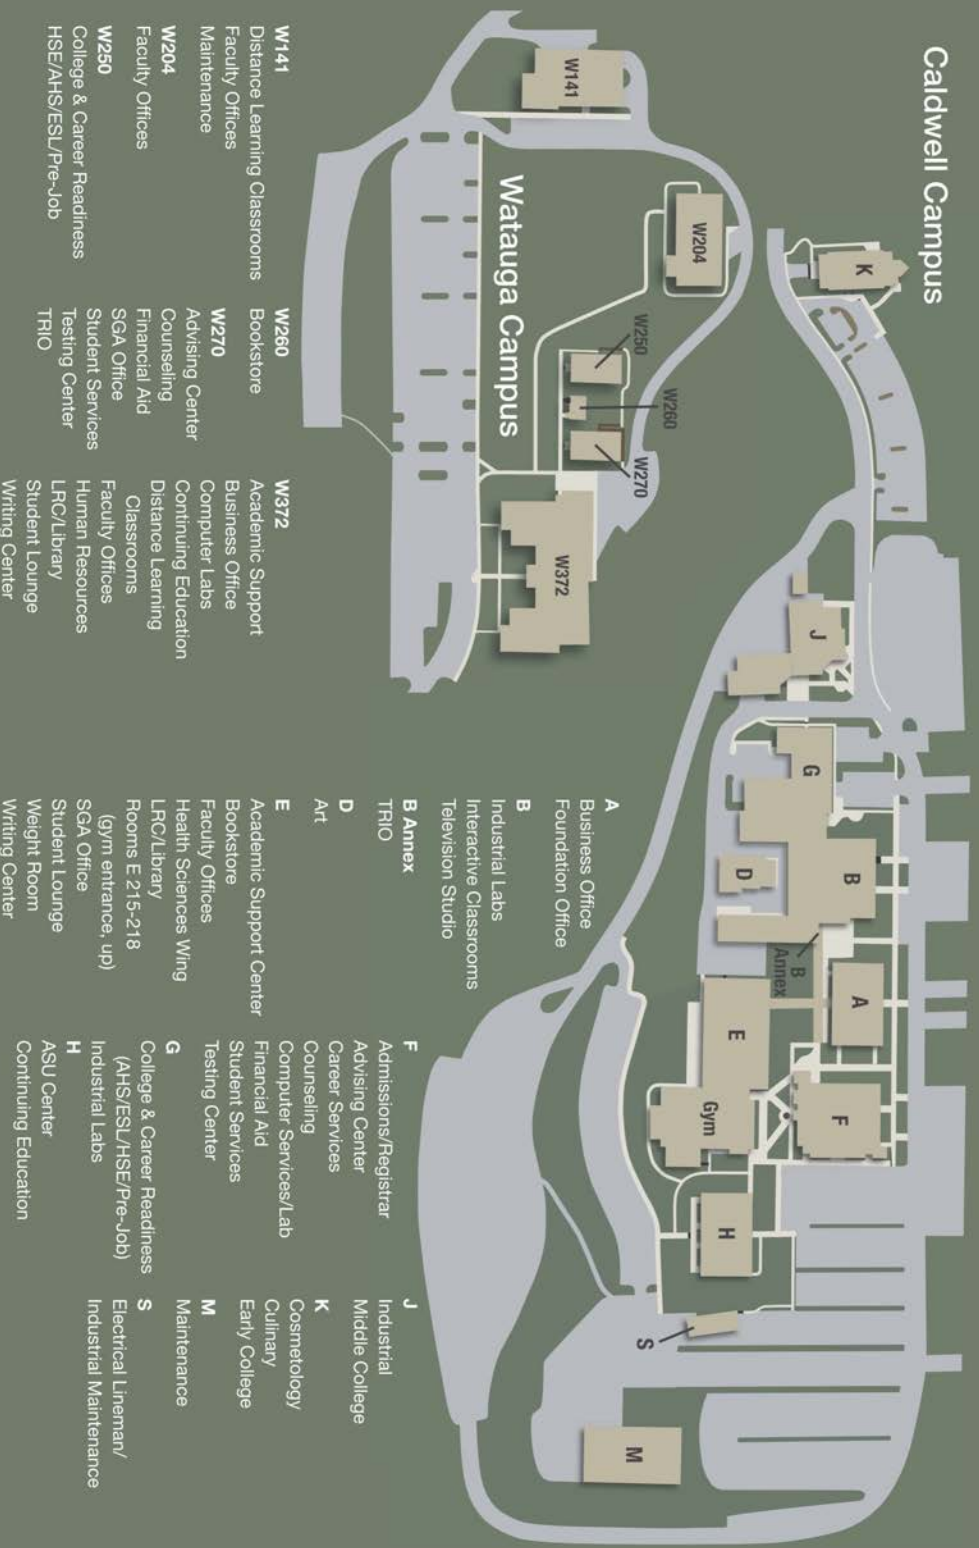 Caldwell Campus
K
J
G
B
D
B
Annex
A
E
F
Gym
H
S
M
W141
W204
W250
W260
W270
W372
Watauga Campus
W141
Distance Learning Classrooms
Faculty Offices
Maintenance
W204
Faculty Offices
W250
College & Career Readiness
HSE/AHS/ESL/Pre-Job
W260
Bookstore
W270
Advising Center
Counseling
Financial Aid
SGA Office
Student Services
Testing Center
TRIO
W372
Academic Support
Business Office
Computer Labs
Continuing Education
Distance Learning
Classrooms
Faculty Offices
Human Resources
LRC/Library
Student Lounge
Writing Center
A
Business Office
Foundation Office
B
Industrial Labs
Interactive Classrooms
Television Studio
B Annex
TRIO
D
Art
E
Academic Support Center
Bookstore
Faculty Offices
Health Sciences Wing
LRC/Library
Rooms E 215-218
(gym entrance, up)
SGA Office
Student Lounge
Weight Room
Writing Center
F
Admissions/Registrar
Advising Center
Career Services
Counseling
Computer Services/Lab
Financial Aid
Student Services
Testing Center
G
College & Career Readiness
(AHS/ESL/HSE/Pre-Job)
Industrial Labs
H
ASU Center
Continuing Education
J
Industrial
Middle College
K
Cosmetology
Culinary
Early College
M
Maintenance
S
Electrical Lineman/
Industrial Maintenance